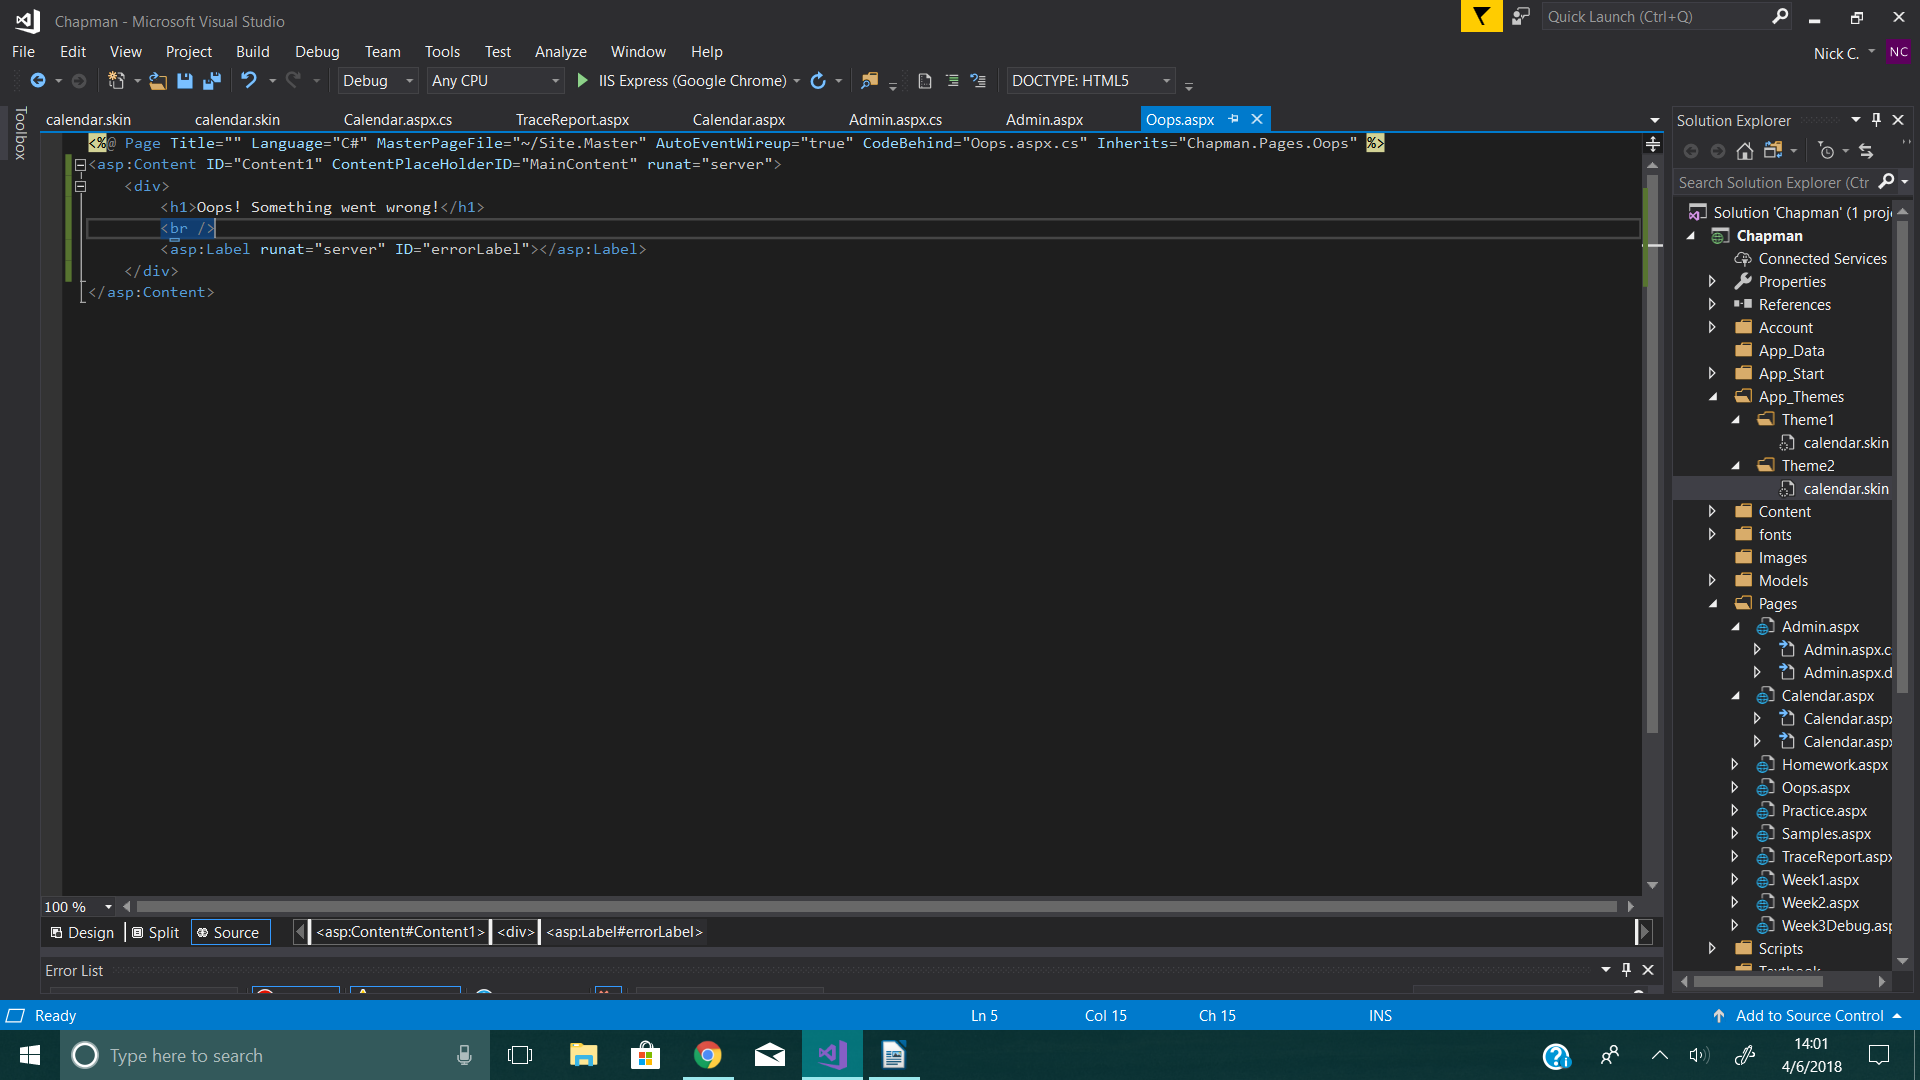 Chapman - Microsoft Visual Studio
Quick Launch (Ctrl+Q)
File Edit View Project Build Debug Team Tools Test Analyze Window Help
Nick C. NC
Debug Any CPU IIS Express (Google Chrome) DOCTYPE: HTML5
Toolbox
calendar.skin calendar.skin Calendar.aspx.cs TraceReport.aspx Calendar.aspx Admin.aspx.cs Admin.aspx Oops.aspx
<%@ Page Title="" Language="C#" MasterPageFile="~/Site.Master" AutoEventWireup="true" CodeBehind="Oops.aspx.cs" Inherits="Chapman.Pages.Oops" %>
<asp:Content ID="Content1" ContentPlaceHolderID="MainContent" runat="server">
<div>
<h1>Oops! Something went wrong!</h1>
<br />
<asp:Label runat="server" ID="errorLabel"></asp:Label>
</div>
</asp:Content>
100 %
Design Split Source <asp:Content#Content1> <div> <asp:Label#errorLabel>
Error List
Solution Explorer
Search Solution Explorer (Ctr
Solution 'Chapman' (1 proj
Chapman
Connected Services
Properties
References
Account
App_Data
App_Start
App_Themes
Theme1
calendar.skin
Theme2
calendar.skin
Content
fonts
Images
Models
Pages
Admin.aspx
Admin.aspx.c
Admin.aspx.d
Calendar.aspx
Calendar.aspx
Calendar.aspx
Homework.aspx
Oops.aspx
Practice.aspx
Samples.aspx
TraceReport.aspx
Week1.aspx
Week2.aspx
Week3Debug.asp
Scripts
Ready Ln 5 Col 15 Ch 15 INS Add to Source Control
Type here to search
14:01
4/6/2018